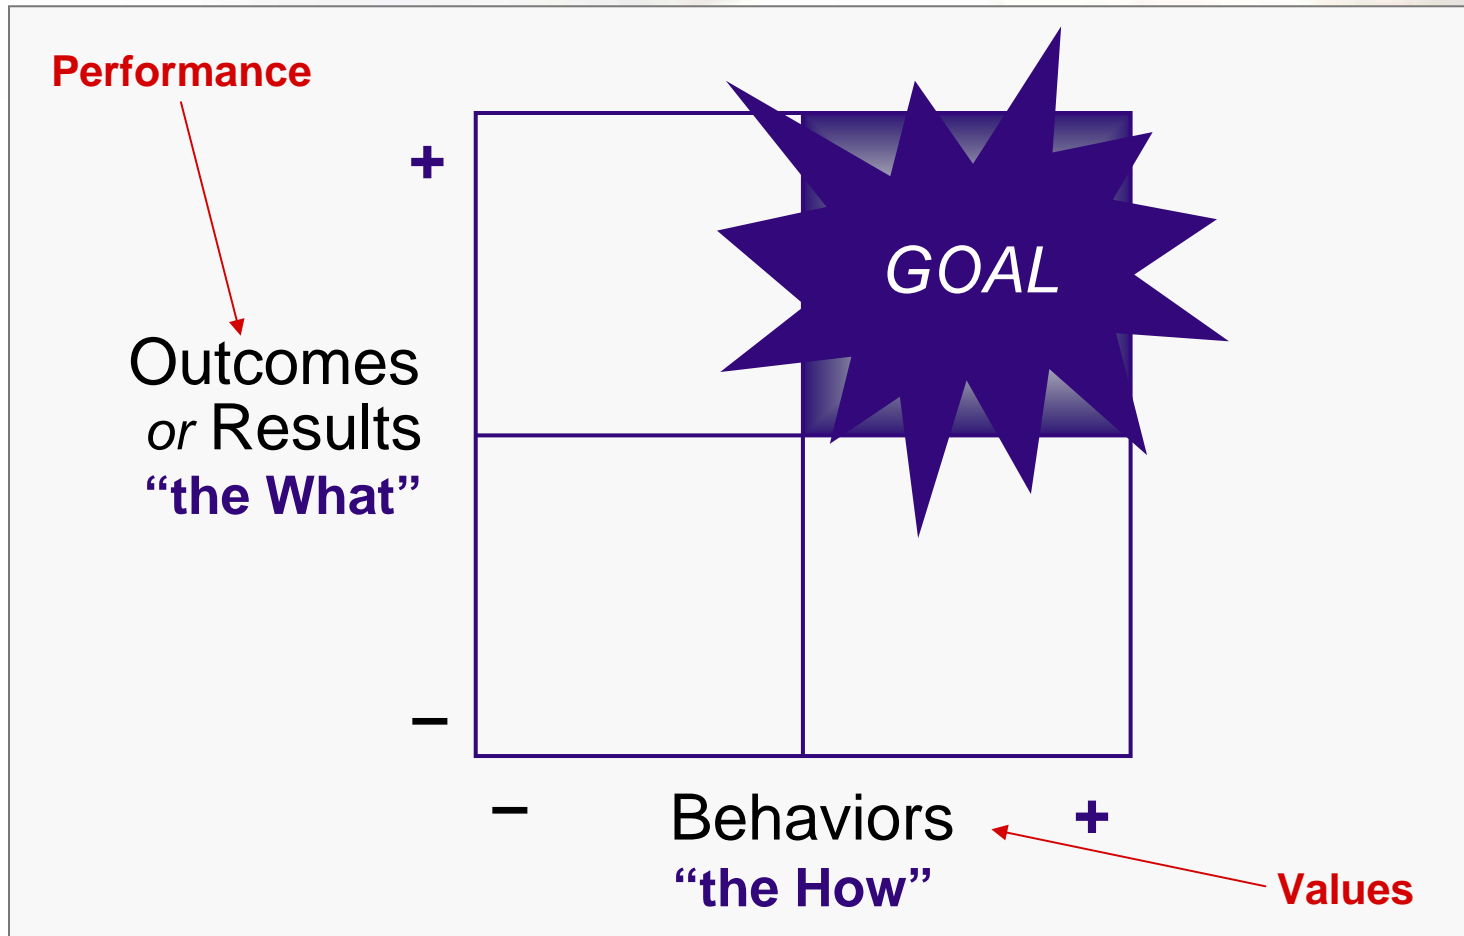 Performance
+
GOAL
Outcomes
or Results
“the What”
–
– Behaviors +
“the How”
Values